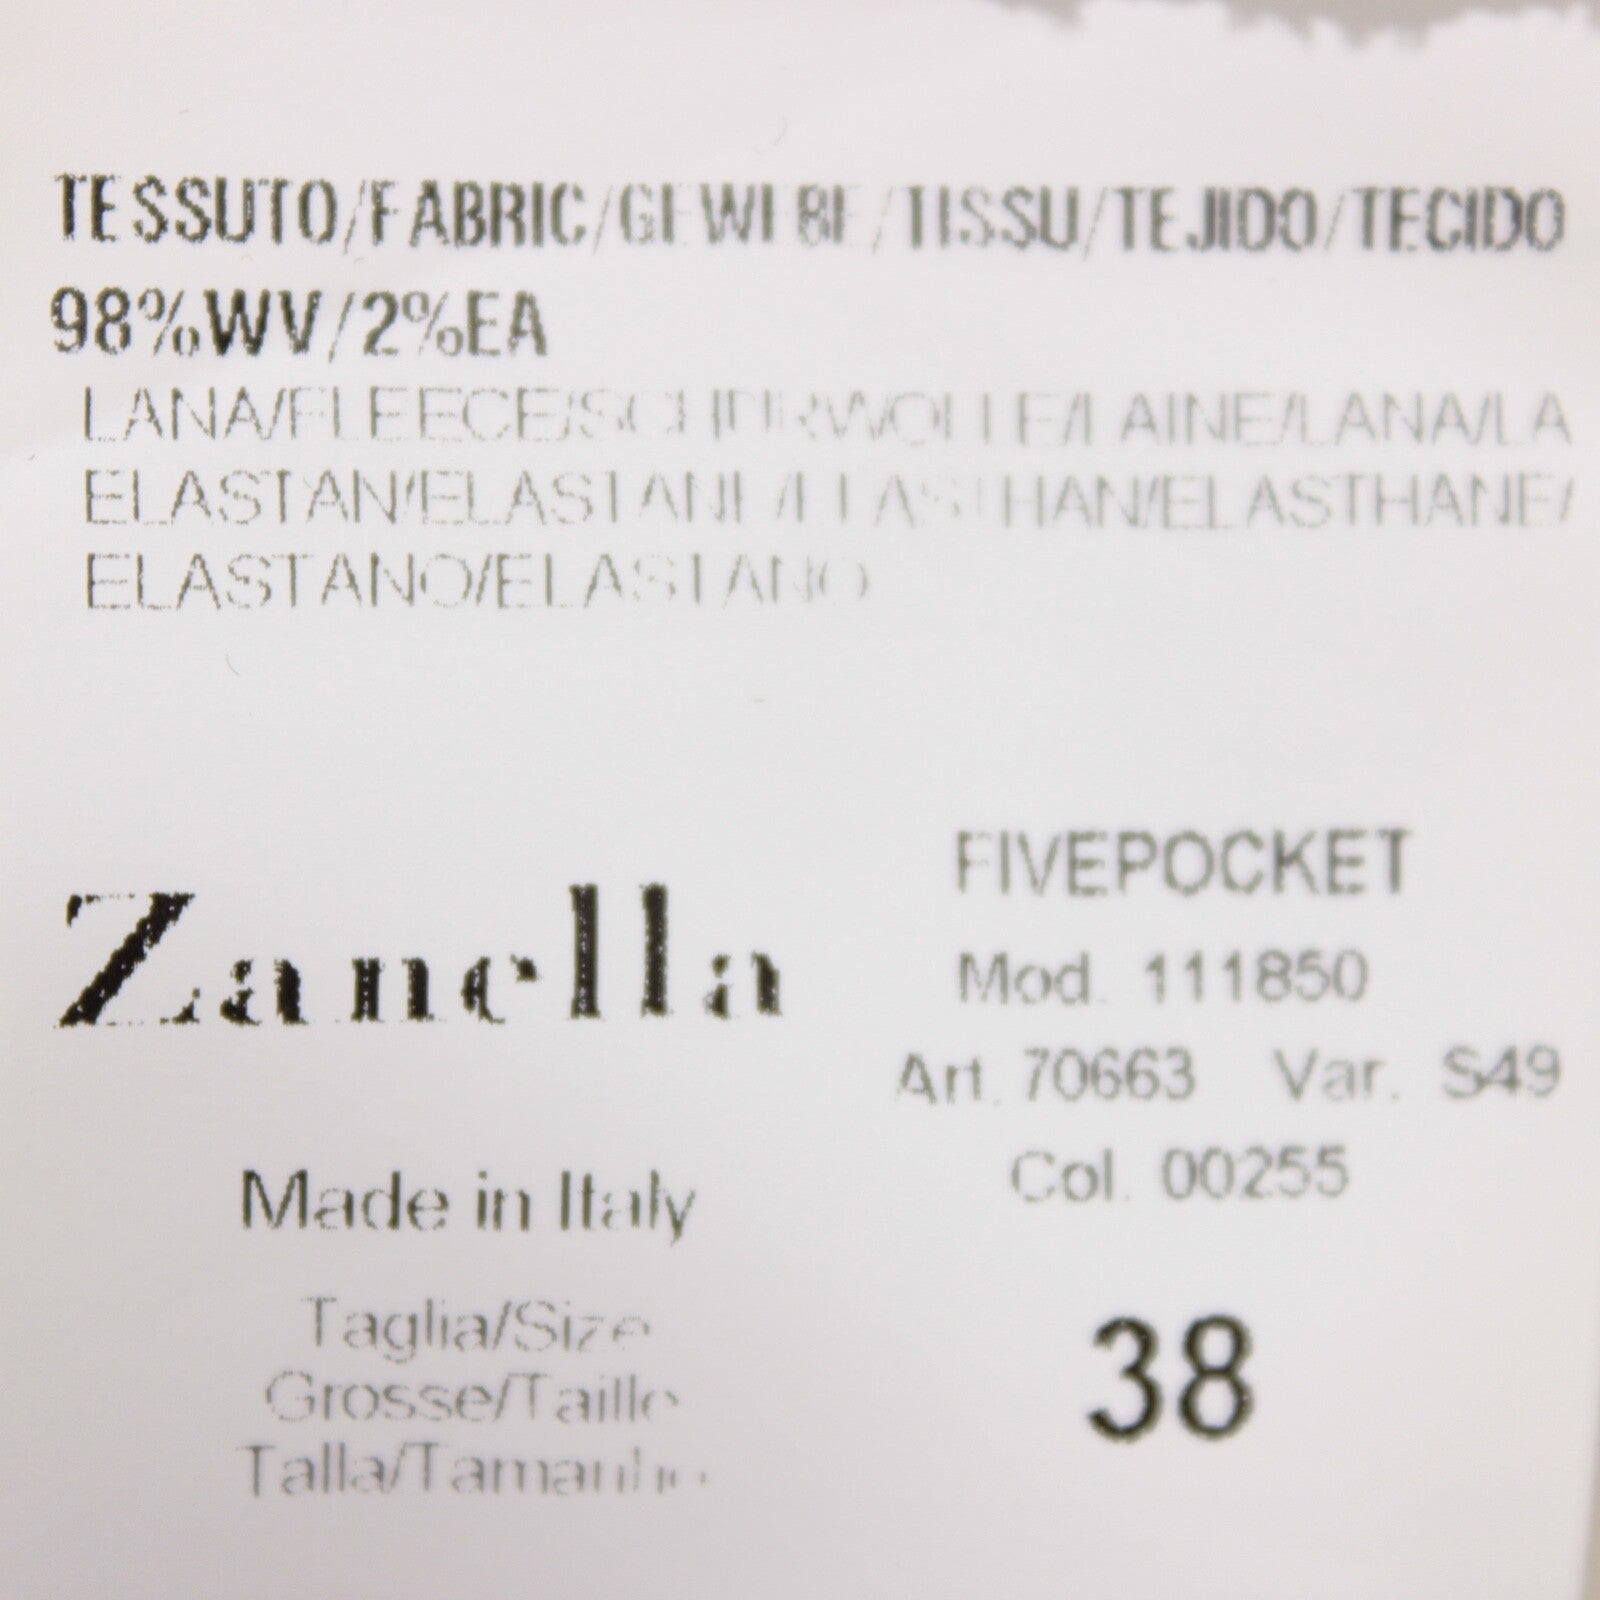 TESSUTO/FABRIC/GEWEBE/TISSU/TEJIDO/TECIDO
98%WV/2%EA
LANA/FLEECE/SCHURWOLLE/LAINE/LANA/LA
ELASTAN/ELASTANE/ELASTHAN/ELASTHANE/
ELASTANO/ELASTANO
FIVEPOCKET
Zanella
Mod. 111850
Art. 70663 Var. S49
Col. 00255
Made in Italy
Taglia/Size
Grosse/Taille
Talla/Tamanho
38